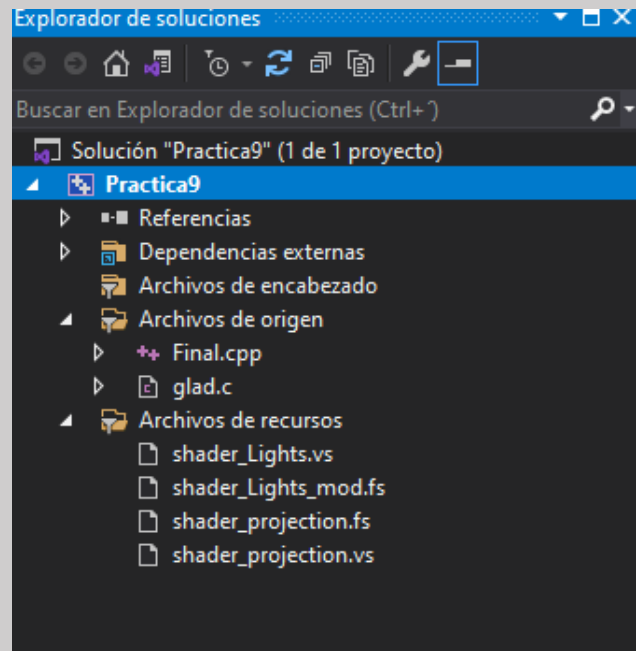 Explorador de soluciones
Buscar en Explorador de soluciones (Ctrl+´)
Solución "Practica9" (1 de 1 proyecto)
Practica9
Referencias
Dependencias externas
Archivos de encabezado
Archivos de origen
Final.cpp
glad.c
Archivos de recursos
shader_Lights.vs
shader_Lights_mod.fs
shader_projection.fs
shader_projection.vs